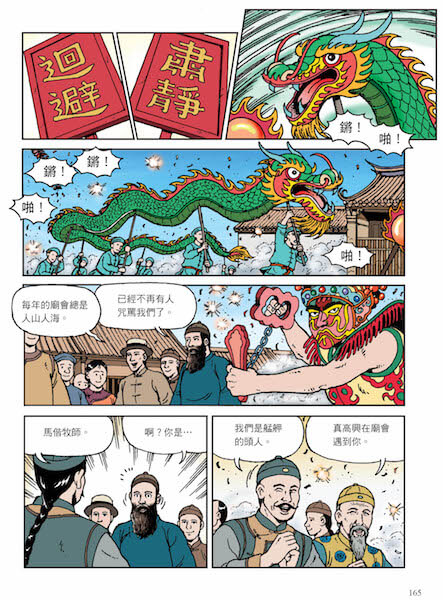 迴避
肅靜
鏘！
啪！
鏘！
鏘！
啪！
啪！
每年的廟會總是
人山人海。
已經不再有人
咒罵我們了。
馬偕牧師。
啊？你是…
我們是艋舺
的頭人。
真高興在廟會
遇到你。
165